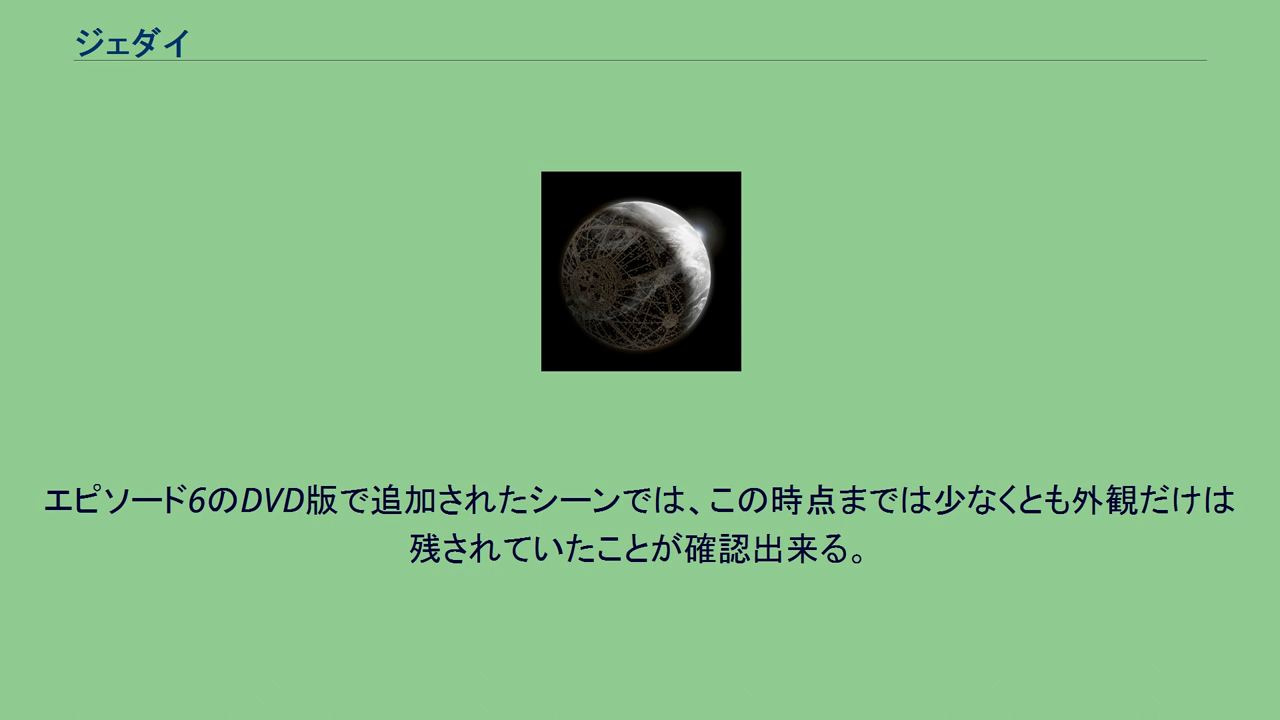 ジェダイ
エピソード6のDVD版で追加されたシーンでは、この時点までは少なくとも外観だけは
残されていたことが確認出来る。